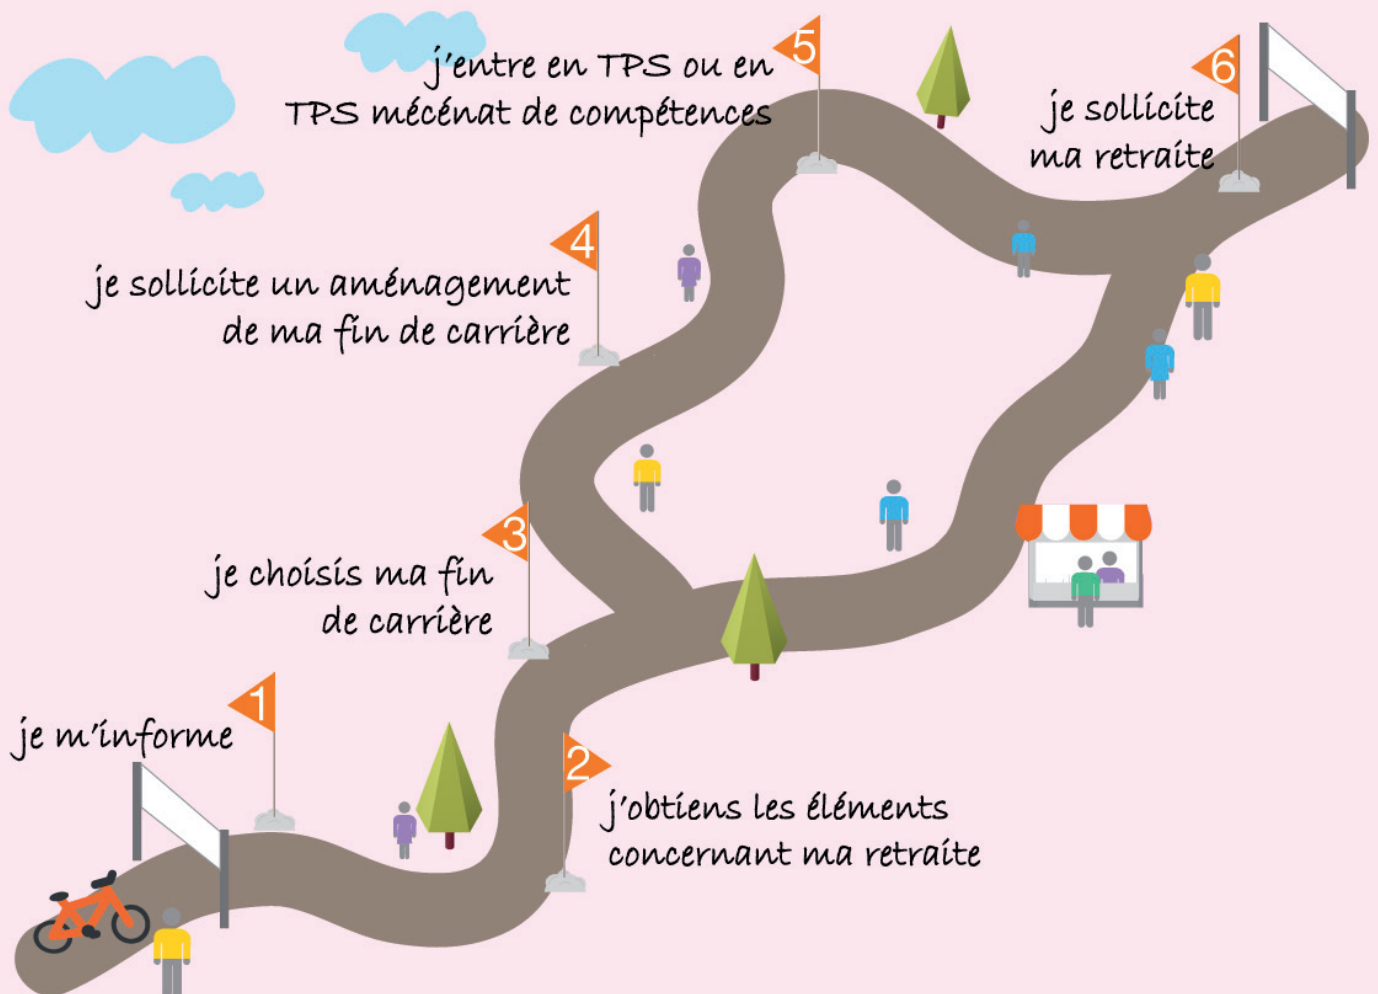 5
j'entre en TPS ou en
TPS mécénat de compétences
6
je sollicite
ma retraite
4
je sollicite un aménagement
de ma fin de carrière
3
je choisis ma fin
de carrière
1
je m'informe
2
j'obtiens les éléments
concernant ma retraite